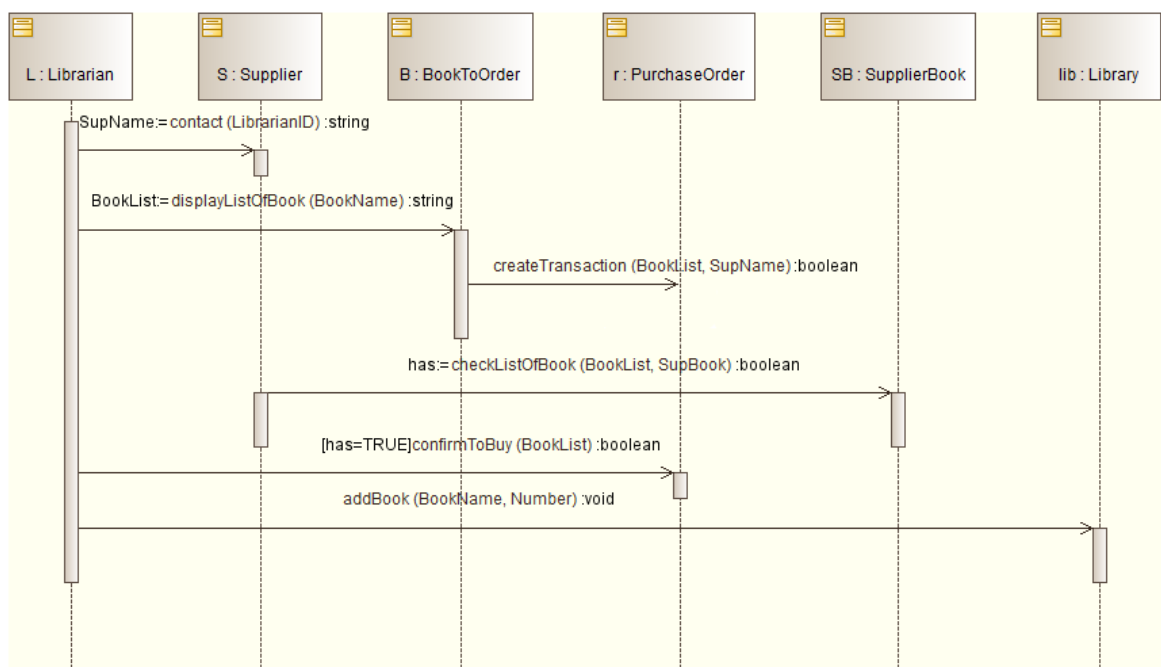 L : Librarian
S : Supplier
B : BookToOrder
r : PurchaseOrder
SB : SupplierBook
lib : Library
SupName:= contact (LibrarianID) :string
BookList:= displayListOfBook (BookName) :string
createTransaction (BookList, SupName) :boolean
has:= checkListOfBook (BookList, SupBook) :boolean
[has=TRUE]confirmToBuy (BookList) :boolean
addBook (BookName, Number) :void